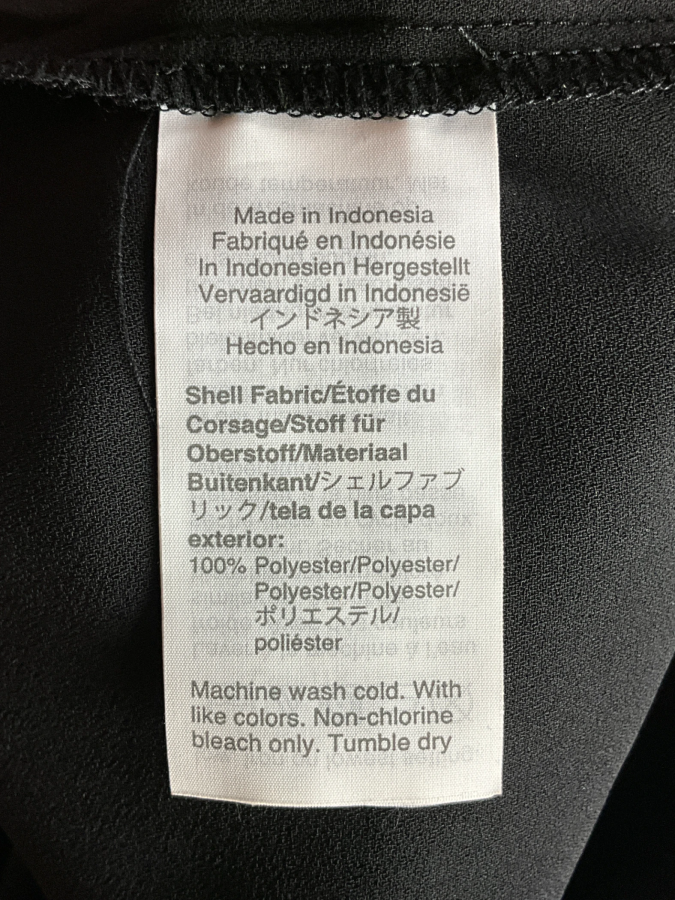 Made in Indonesia
Fabriqué en Indonésie
In Indonesien Hergestellt
Vervaardigd in Indonesië
インドネシア製
Hecho en Indonesia
Shell Fabric/Étoffe du
Corsage/Stoff für
Oberstoff/Materiaal
Buitenkant/シェルファブ
リック/tela de la capa
exterior:
100% Polyester/Polyester/
Polyester/Polyester/
ポリエステル/
poliéster
Machine wash cold. With
like colors. Non-chlorine
bleach only. Tumble dry